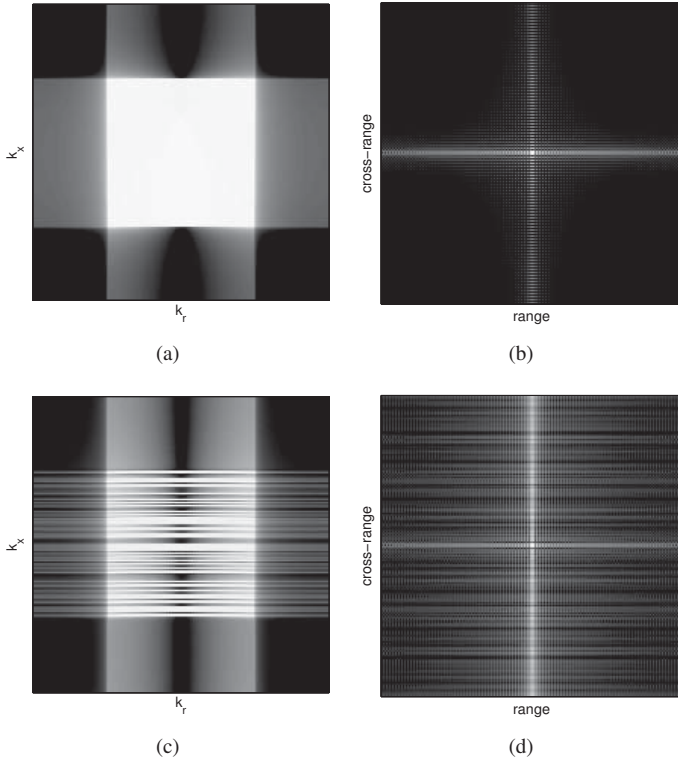 k_x
k_r
(a)
cross-range
range
(b)
k_x
k_r
(c)
cross-range
range
(d)